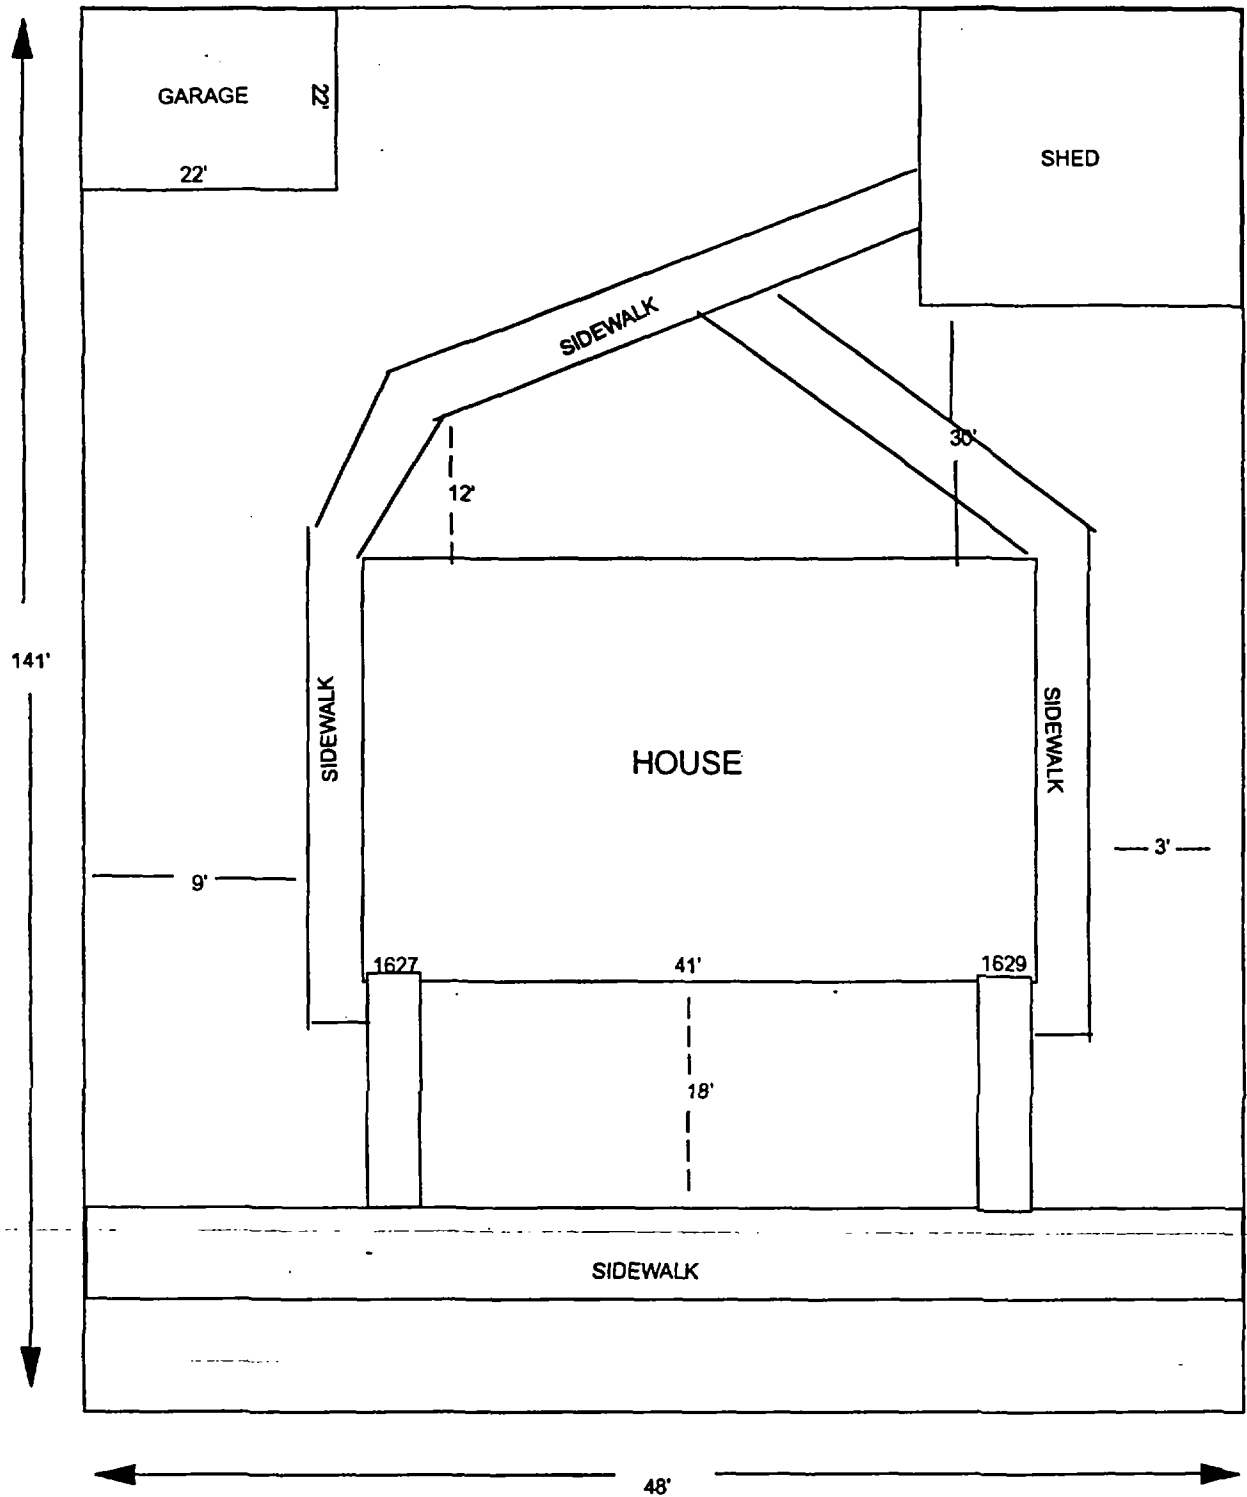 GARAGE
22'
22'
SHED
SIDEWALK
30'
12'
141'
SIDEWALK
SIDEWALK
HOUSE
3'
9'
1627
41'
1629
18'
SIDEWALK
48'